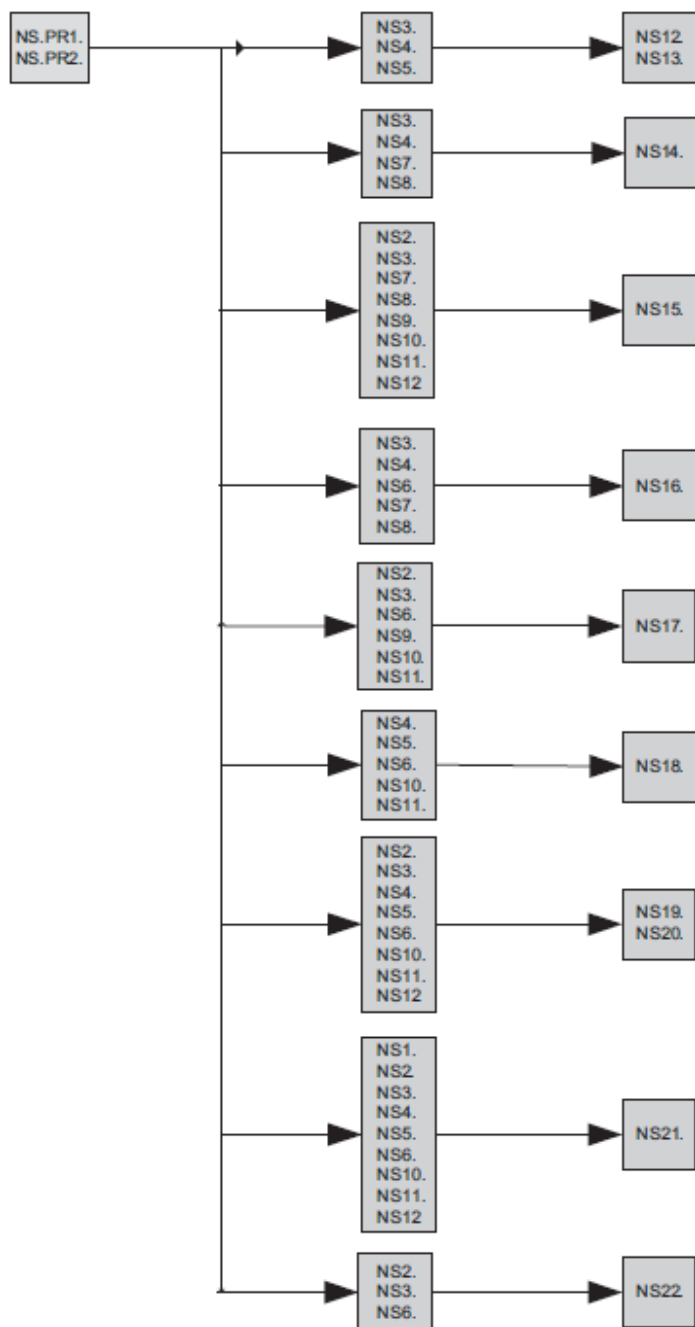 NS.PR1.
NS.PR2.
NS3.
NS4.
NS5.
NS12.
NS13.
NS3.
NS4.
NS7.
NS8.
NS14.
NS2.
NS3.
NS7.
NS8.
NS9.
NS10.
NS11.
NS12
NS15.
NS3.
NS4.
NS6.
NS7.
NS8.
NS16.
NS2.
NS3.
NS6.
NS9.
NS10.
NS11.
NS17.
NS4.
NS5.
NS6.
NS10.
NS11.
NS18.
NS2.
NS3.
NS4.
NS5.
NS6.
NS10.
NS11.
NS12
NS19.
NS20.
NS1.
NS2
NS3.
NS4.
NS5.
NS6.
NS10.
NS11.
NS12
NS21.
NS2.
NS3.
NS6.
NS22.